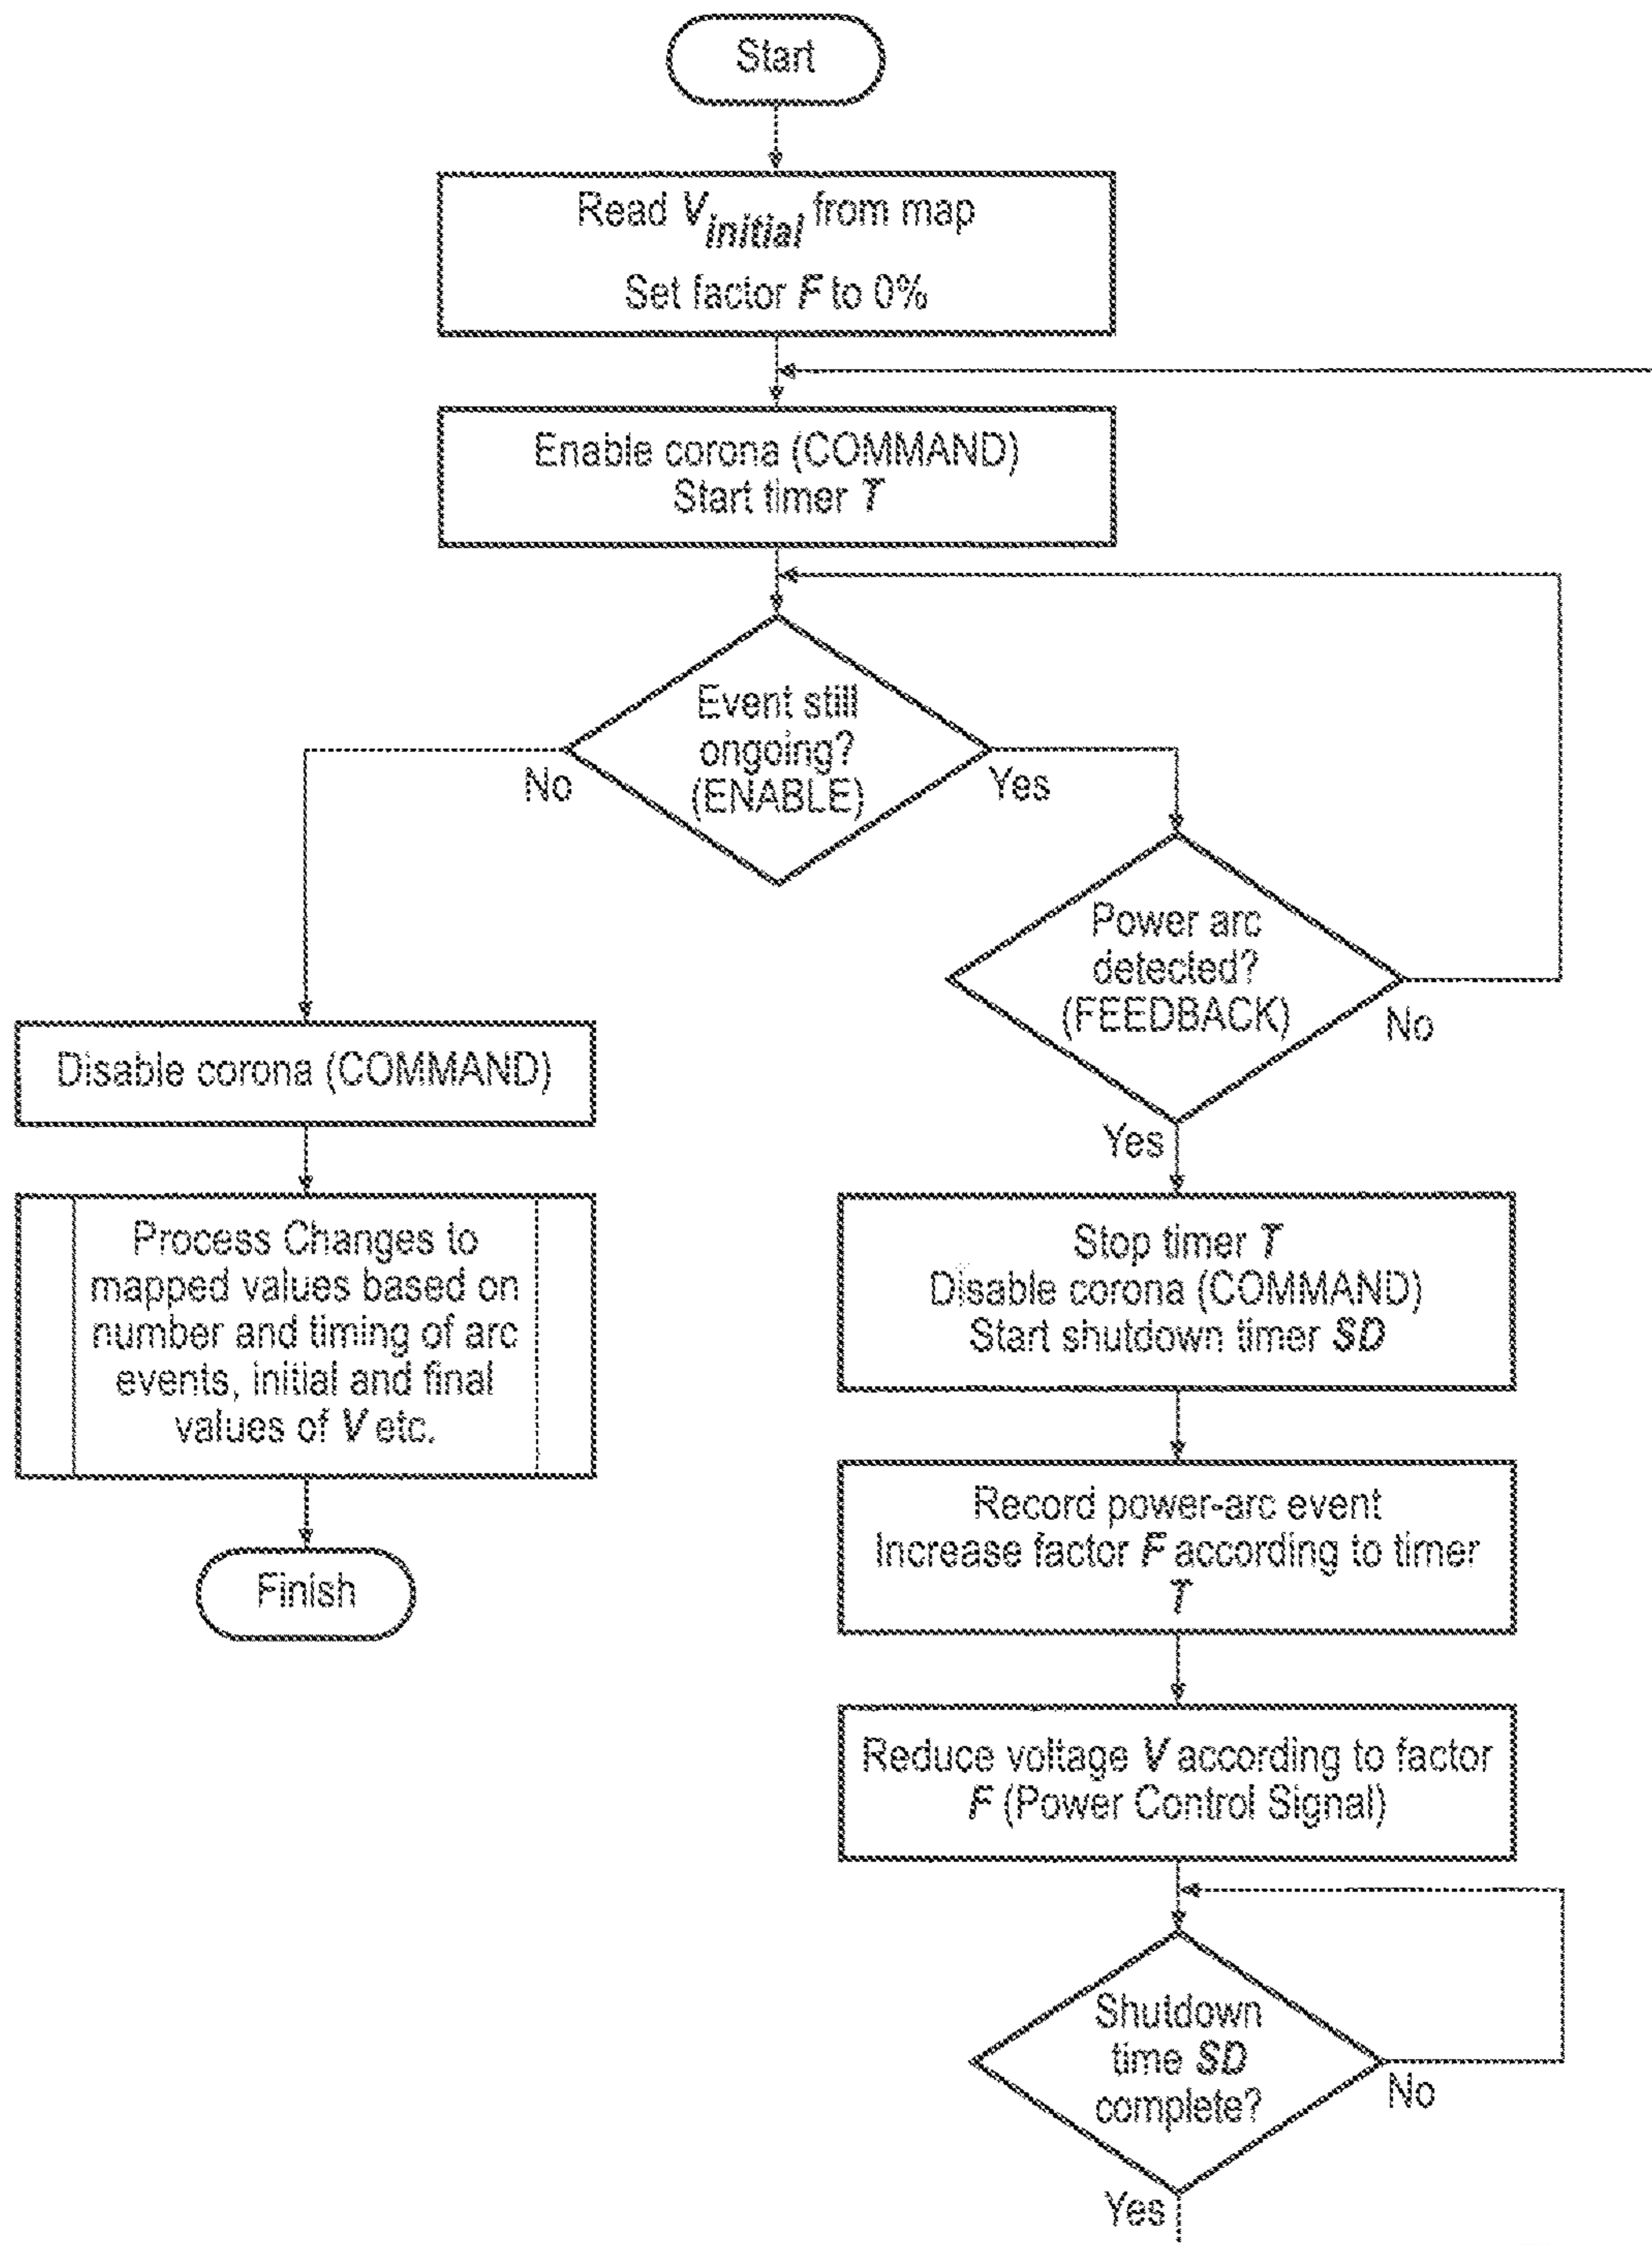 Start
Read Vinitial from map
Set factor F to 0%
Enable corona (COMMAND)
Start timer T
Event still
ongoing?
(ENABLE)
No
Yes
Power arc
detected?
(FEEDBACK)
No
Yes
Disable corona (COMMAND)
Process Changes to
mapped values based on
number and timing of arc
events, initial and final
values of V etc.
Finish
Stop timer T
Disable corona (COMMAND)
Start shutdown timer SD
Record power-arc event
Increase factor F according to timer
T
Reduce voltage V according to factor
F (Power Control Signal)
Shutdown
time SD
complete?
No
Yes